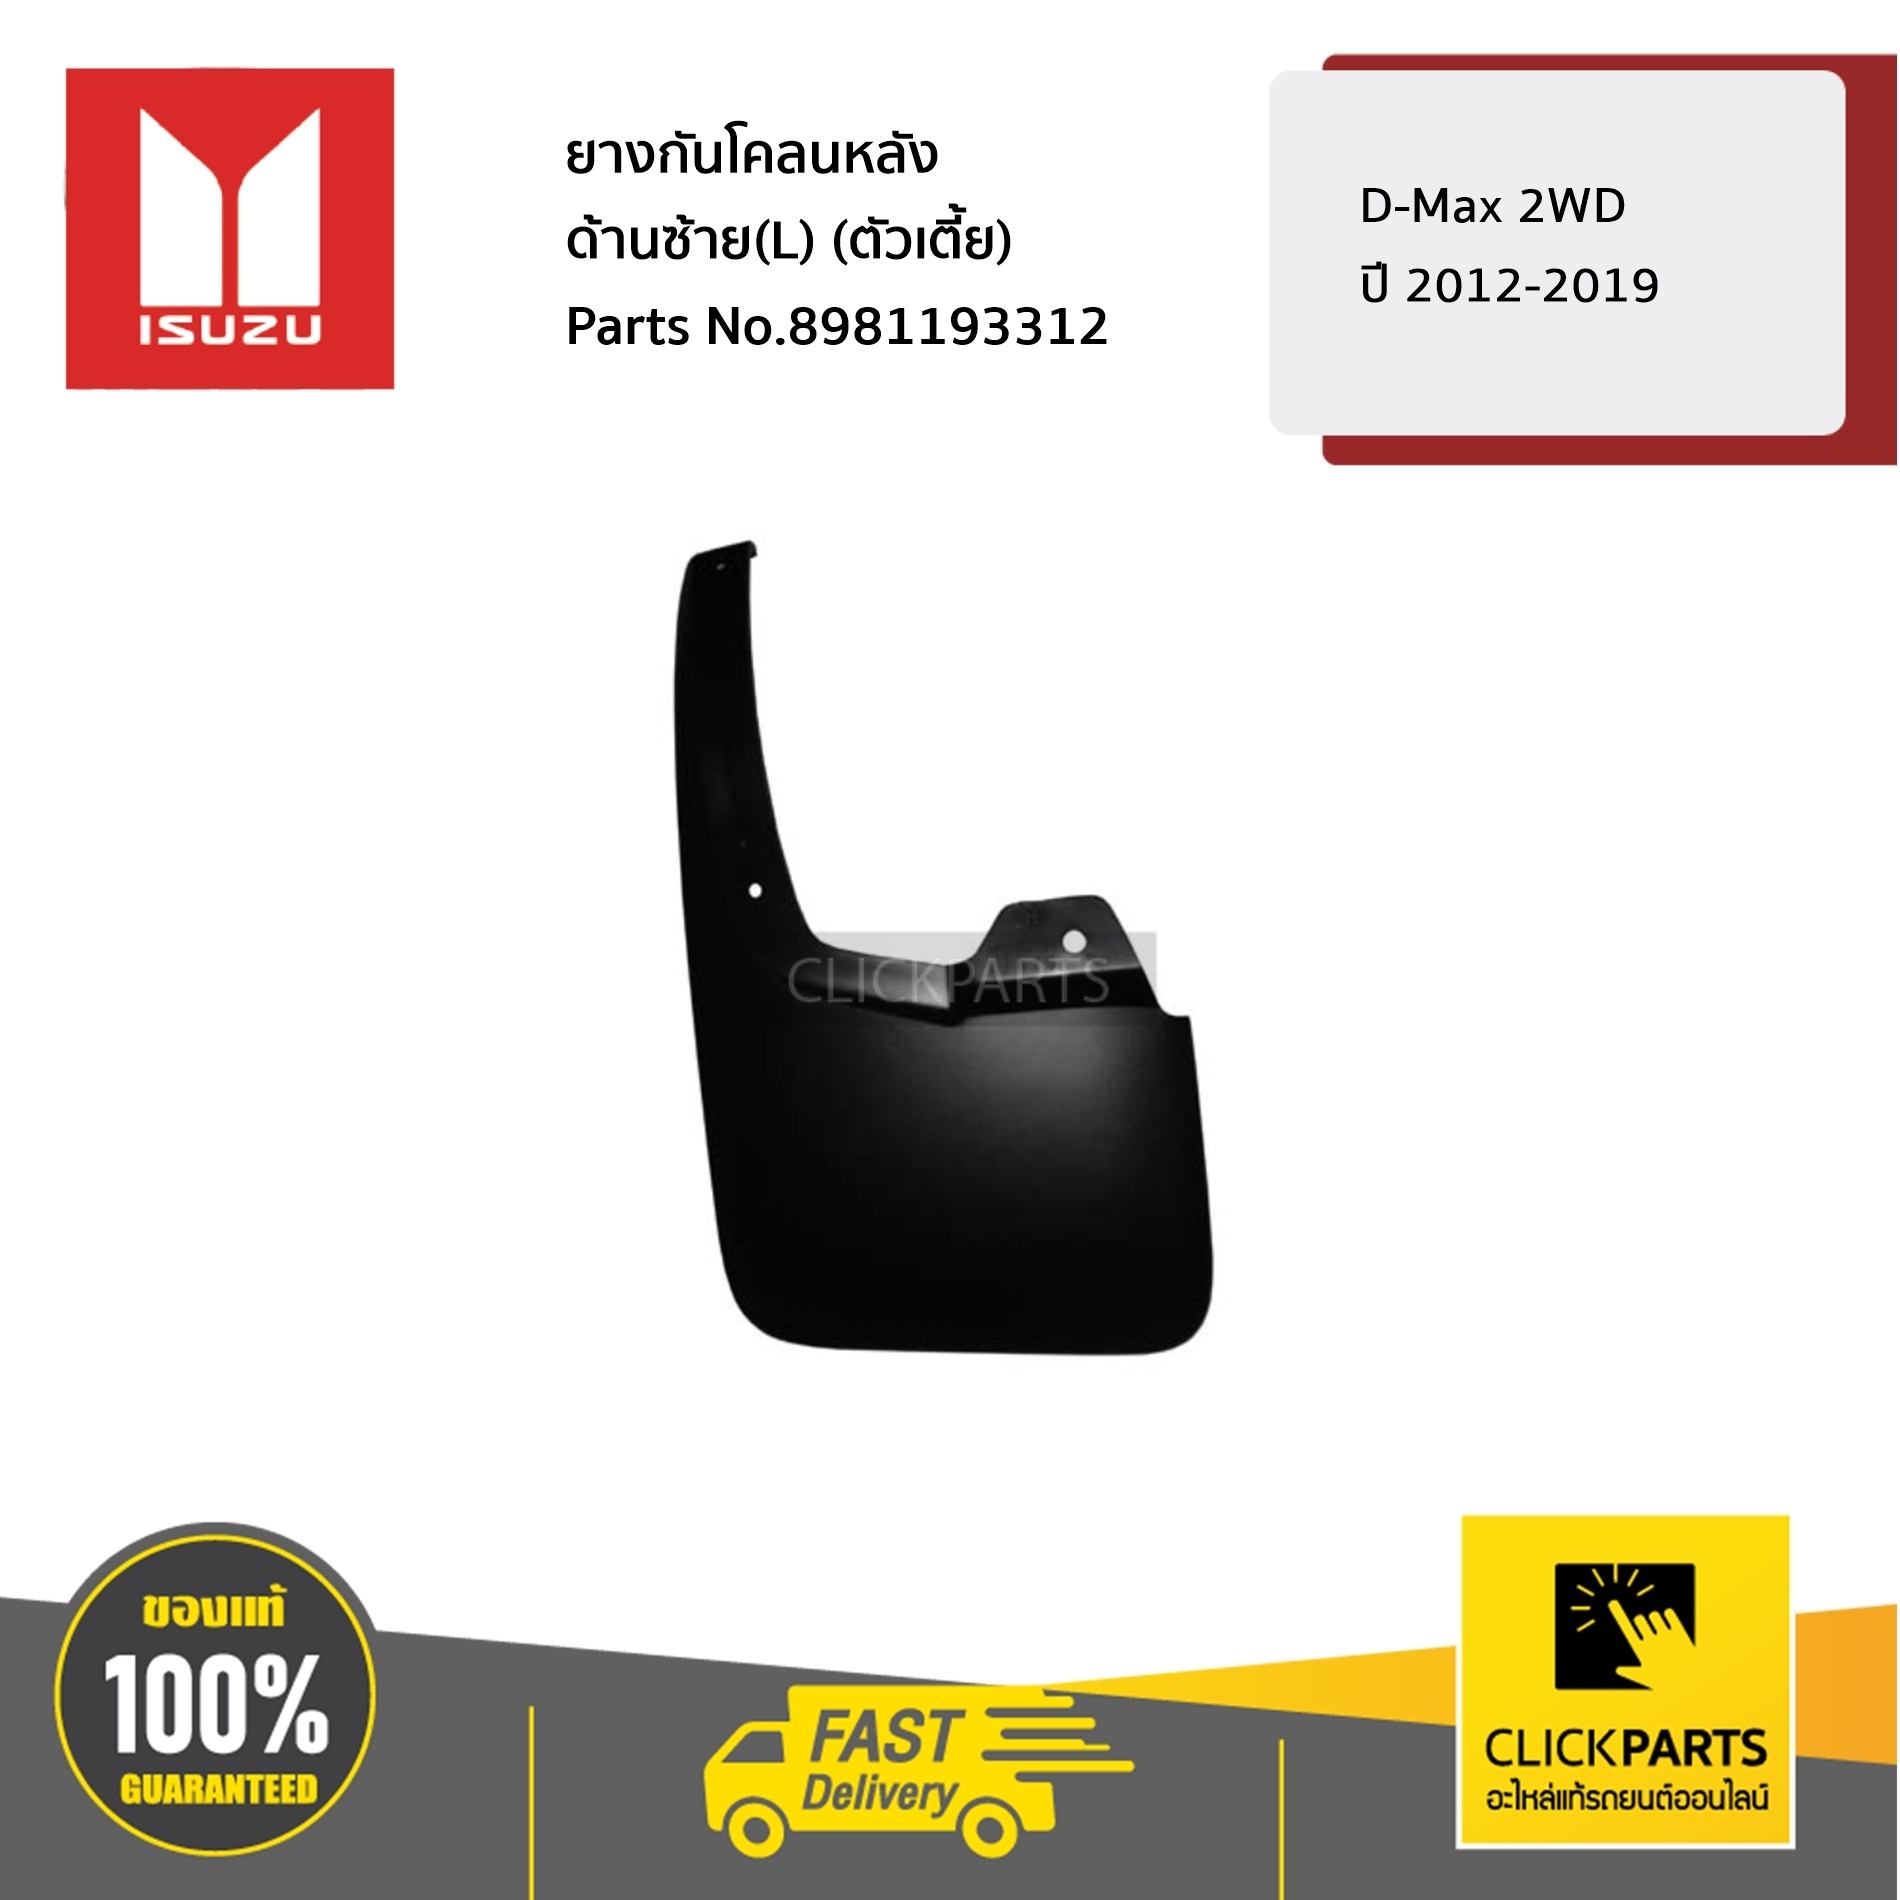 ISUZU
ยางกันโคลนหลัง
ด้านซ้าย(L) (ตัวเตี้ย)
Parts No.8981193312
D-Max 2WD
ปี 2012-2019
CLICKPARTS
ของแท้
100%
GUARANTEED
FAST
Delivery
CLICKPARTS
อะไหล่แท้รถยนต์ออนไลน์